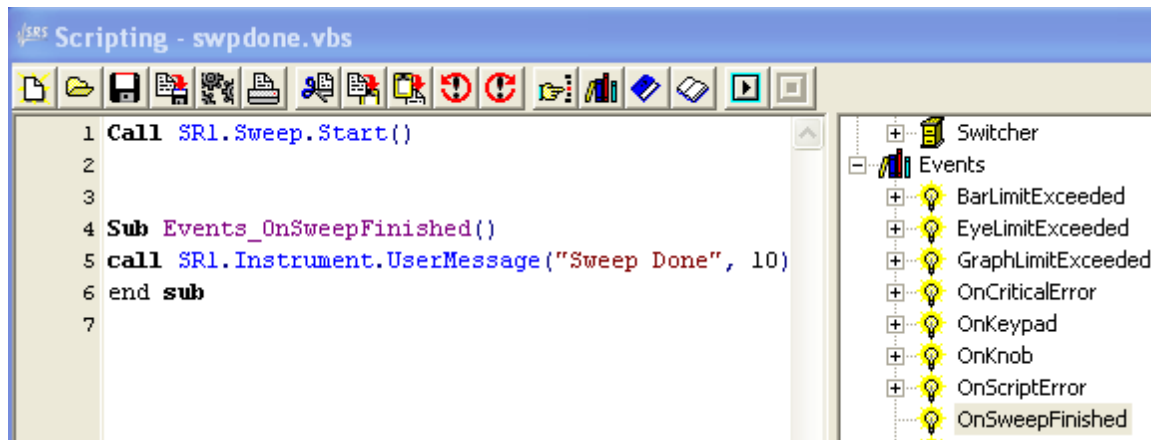 SRS Scripting - swpdone.vbs
1 Call SR1.Sweep.Start()
2
3
4 Sub Events_OnSweepFinished()
5 call SR1.Instrument.UserMessage("Sweep Done", 10)
6 end sub
7
Switcher
Events
BarLimitExceeded
EyeLimitExceeded
GraphLimitExceeded
OnCriticalError
OnKeypad
OnKnob
OnScriptError
OnSweepFinished